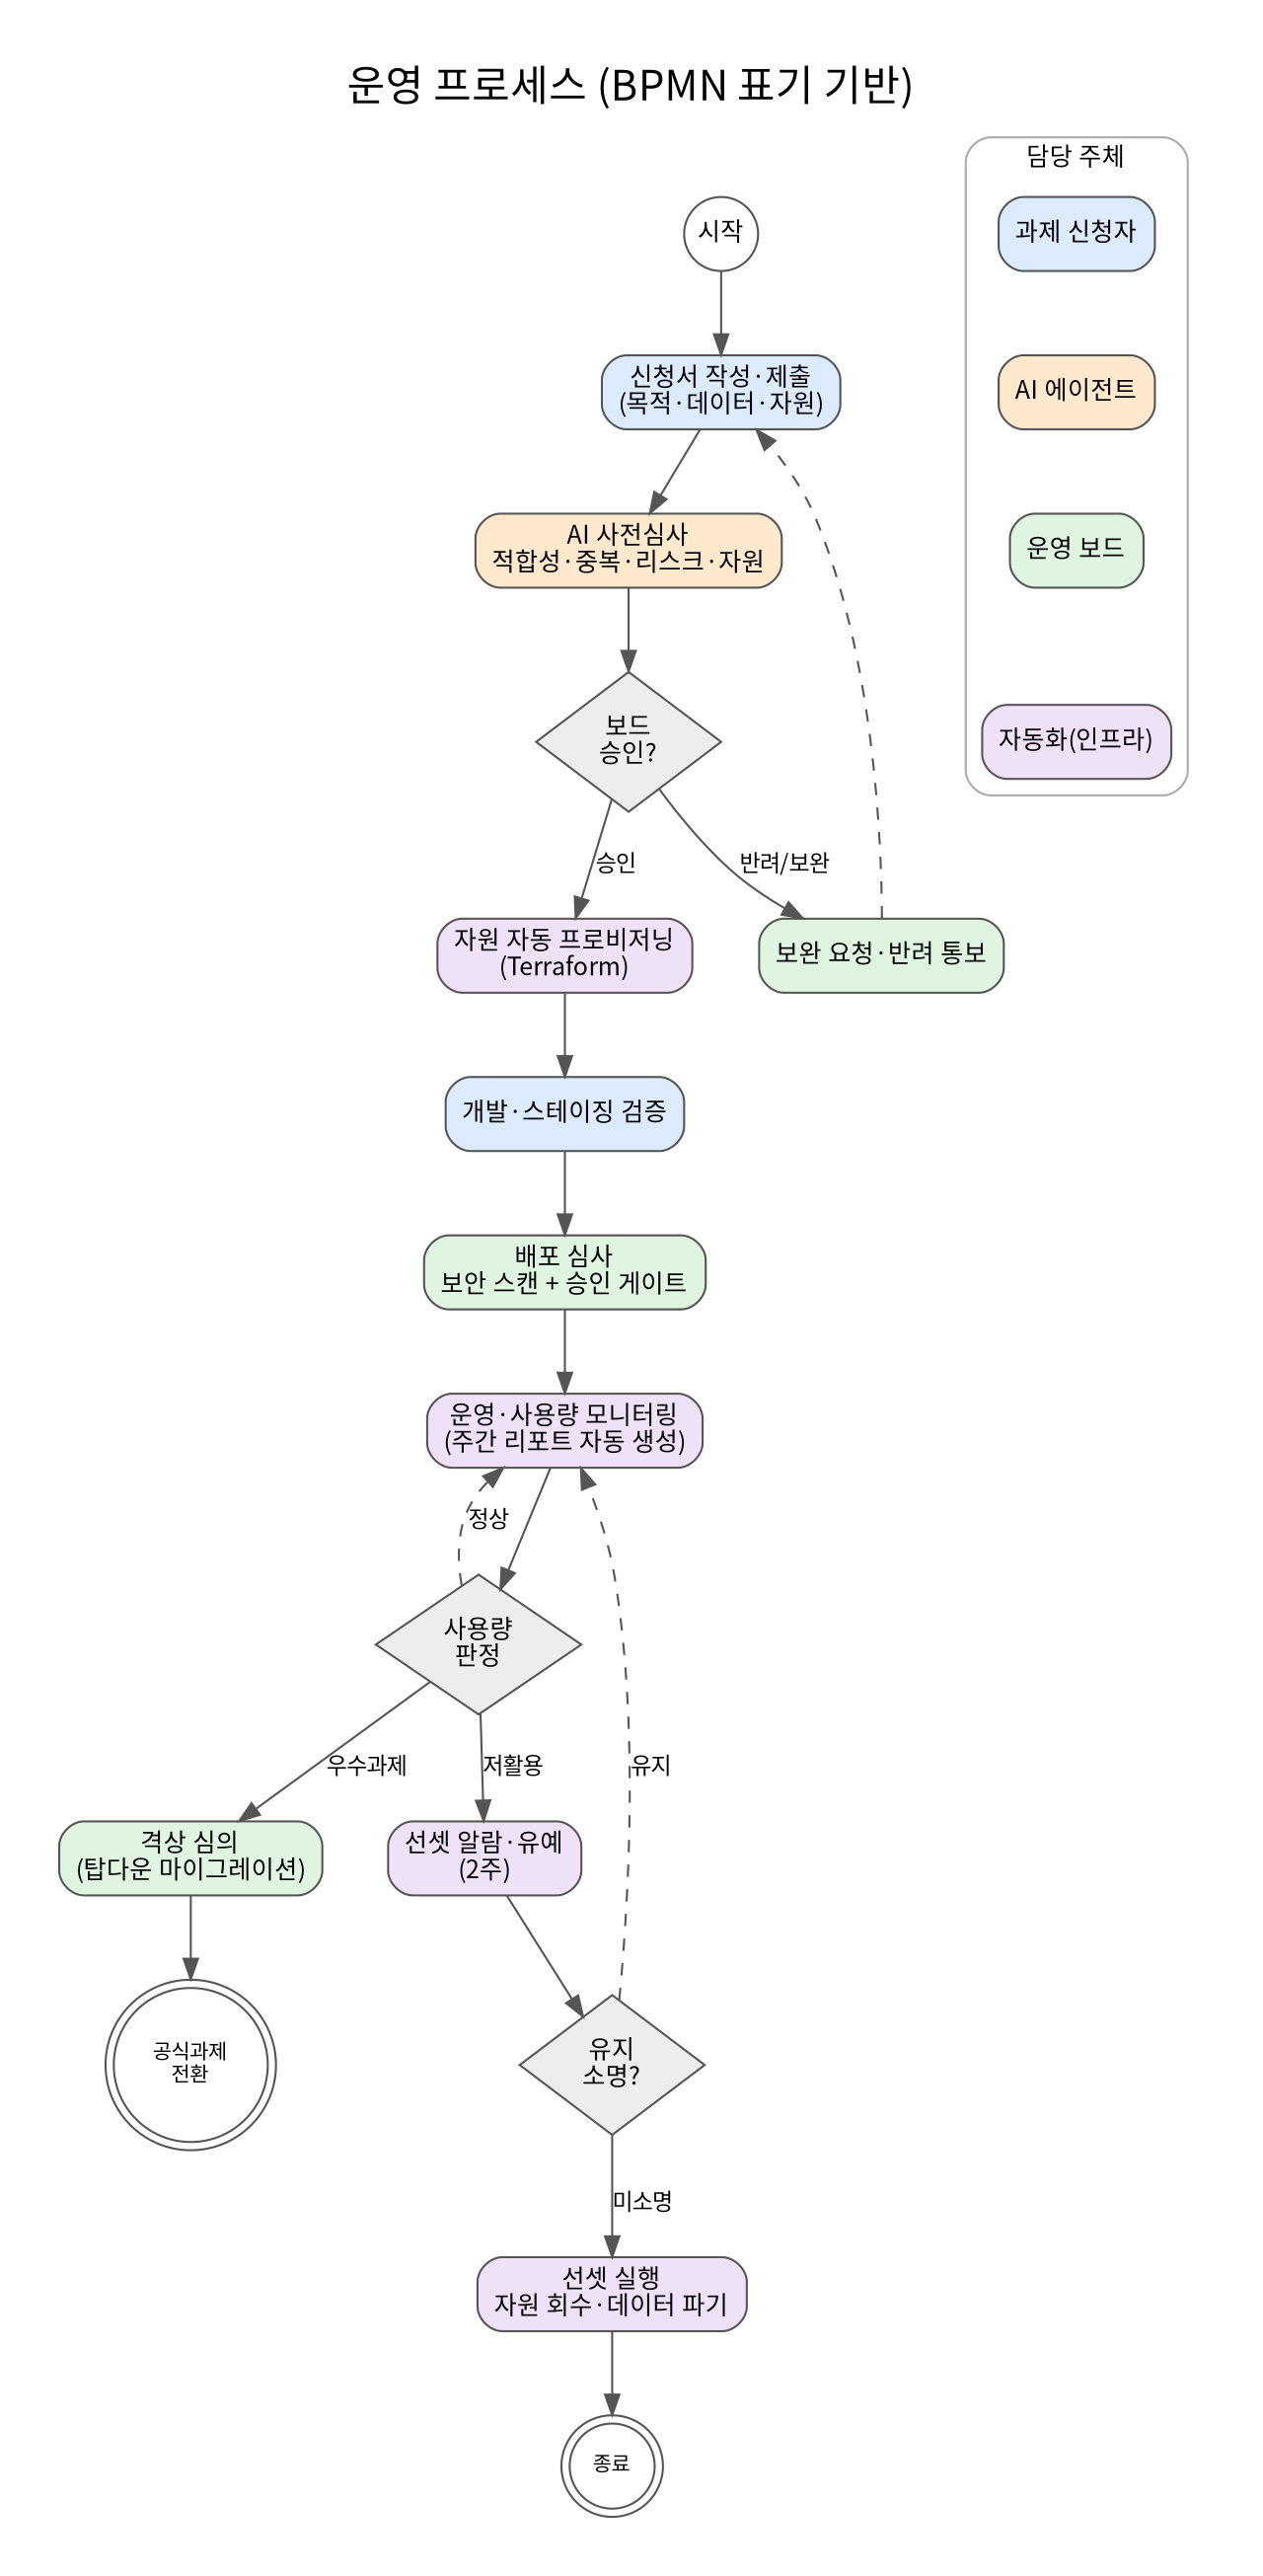 운영 프로세스 (BPMN 표기 기반)
담당 주체
과제 신청자
AI 에이전트
운영 보드
자동화(인프라)
시작
신청서 작성·제출
(목적·데이터·자원)
AI 사전심사
적합성·중복·리스크·자원
보드
승인?
승인
반려/보완
자원 자동 프로비저닝
(Terraform)
보완 요청·반려 통보
개발·스테이징 검증
배포 심사
보안 스캔 + 승인 게이트
운영·사용량 모니터링
(주간 리포트 자동 생성)
정상
사용량
판정
우수과제
저활용
유지
격상 심의
(탑다운 마이그레이션)
선셋 알람·유예
(2주)
공식과제
전환
유지
소명?
미소명
선셋 실행
자원 회수·데이터 파기
종료